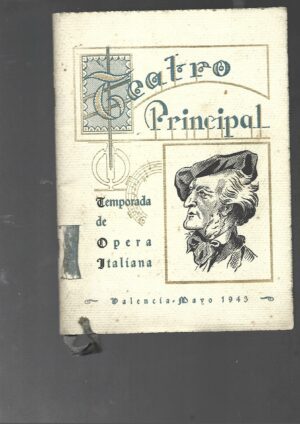 Teatro
Principal
Temporada
de
Opera
Italiana
Valencia-Mayo 1943